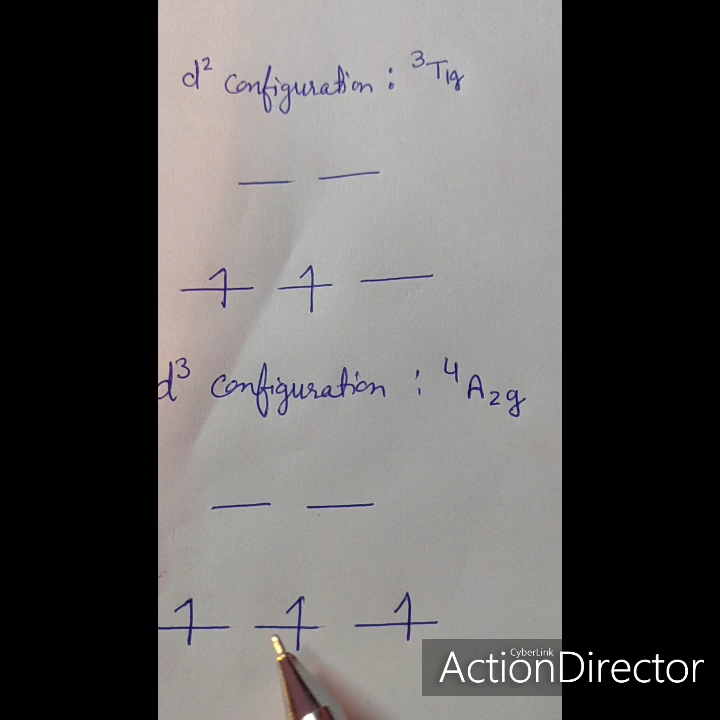 d² configuration : ³T₁g
d³ configuration : ⁴A₂g
CyberLink
ActionDirector